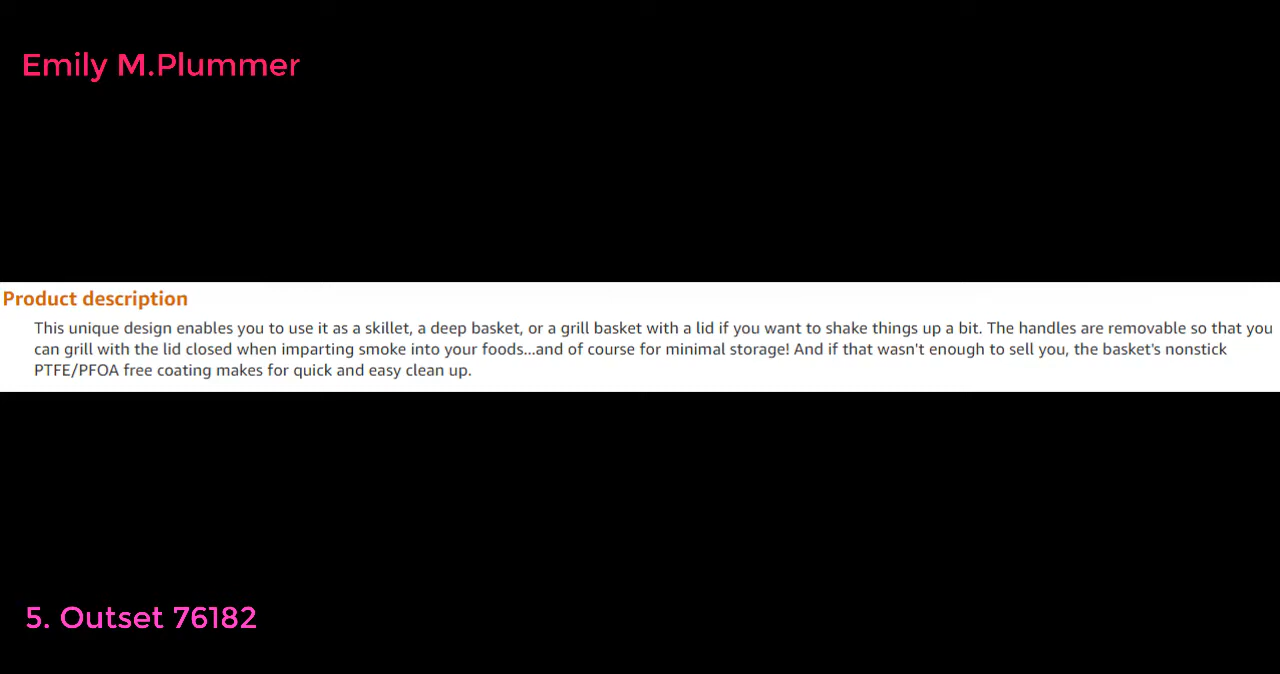 Emily M.Plummer
Product description
This unique design enables you to use it as a skillet, a deep basket, or a grill basket with a lid if you want to shake things up a bit. The handles are removable so that you
can grill with the lid closed when imparting smoke into your foods...and of course for minimal storage! And if that wasn't enough to sell you, the basket's nonstick
PTFE/PFOA free coating makes for quick and easy clean up.
5. Outset 76182